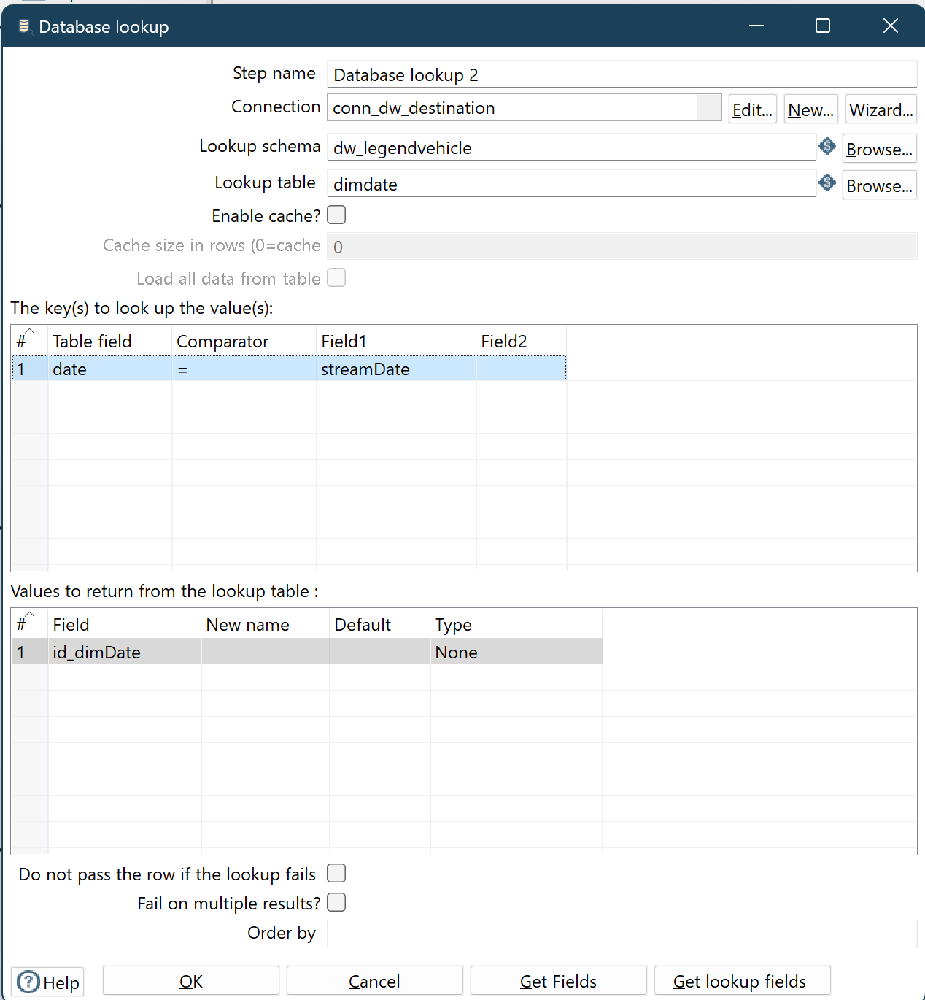 Database lookup
Step name Database lookup 2
Connection conn_dw_destination Edit... New... Wizard...
Lookup schema dw_legendvehicle Browse...
Lookup table dimdate Browse...
Enable cache?
Cache size in rows (0=cache 0
Load all data from table
The key(s) to look up the value(s):
# Table field Comparator Field1 Field2
1 date = streamDate
Values to return from the lookup table :
# Field New name Default Type
1 id_dimDate None
Do not pass the row if the lookup fails
Fail on multiple results?
Order by
Help OK Cancel Get Fields Get lookup fields